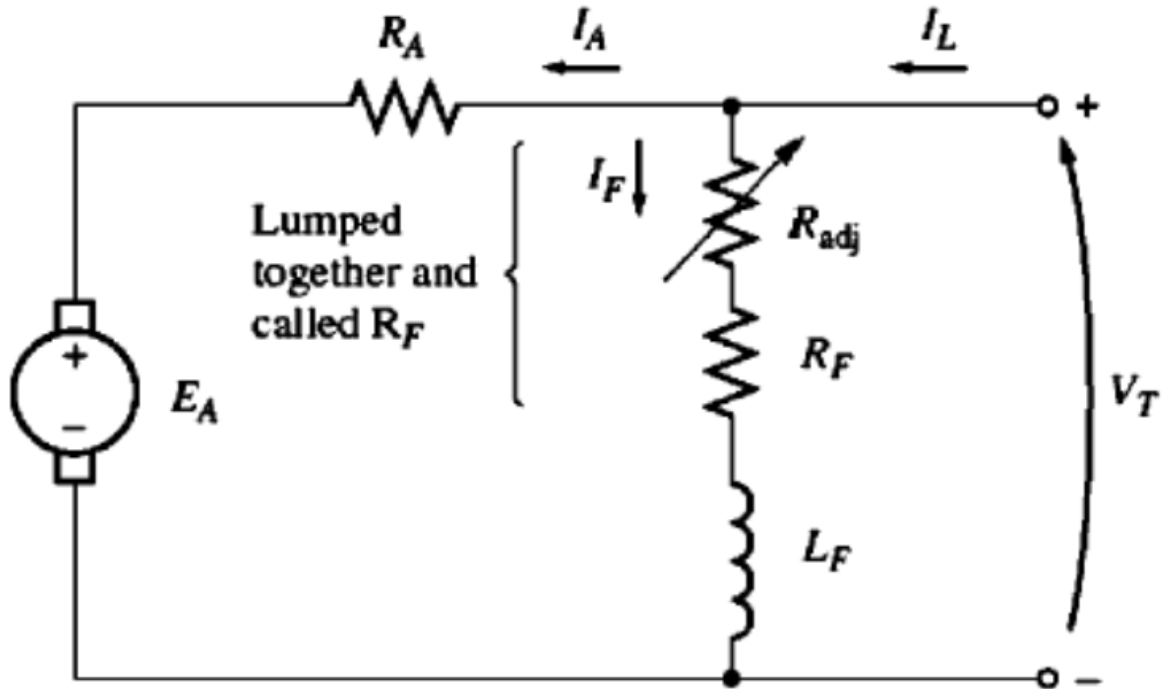 R_A
I_A
I_L
+
I_F
R_adj
Lumped
together and
called R_F
+
R_F
E_A
V_T
−
L_F
−